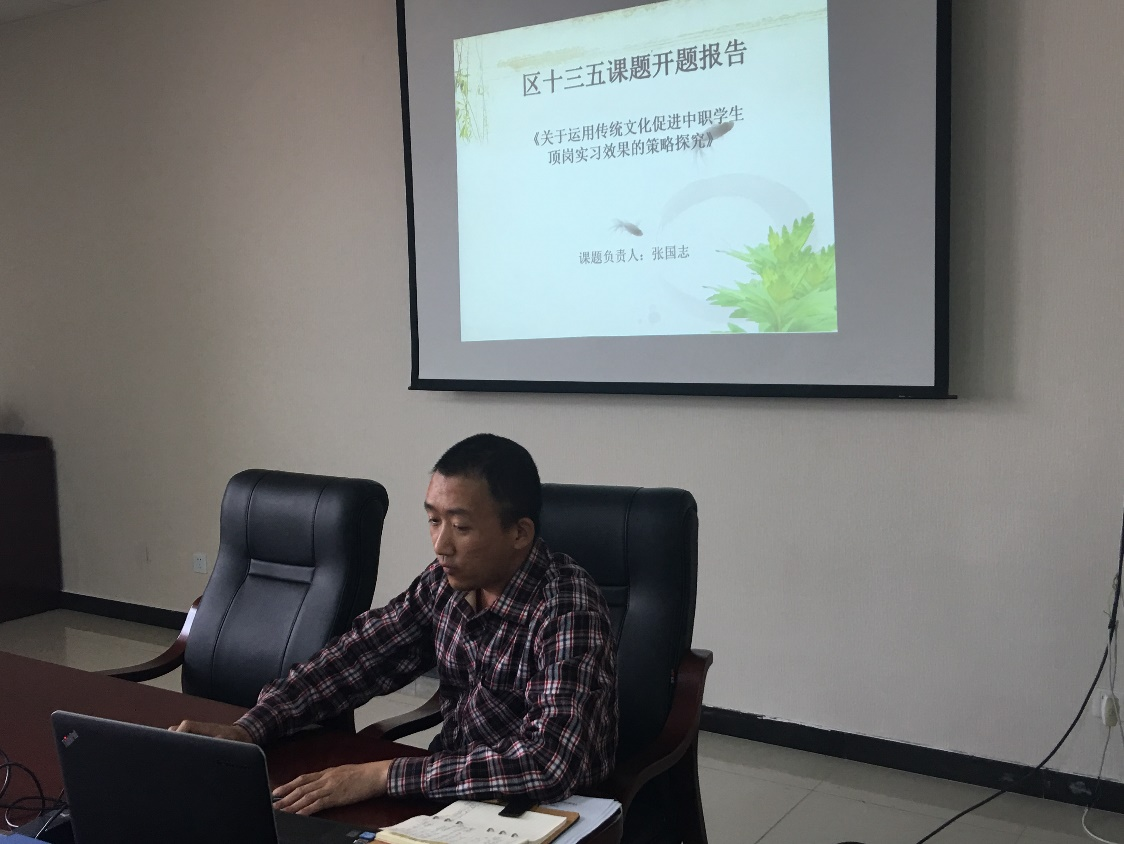 区十三五课题开题报告
《关于运用传统文化促进中职学生
顶岗实习效果的策略探究》
课题负责人：张国志